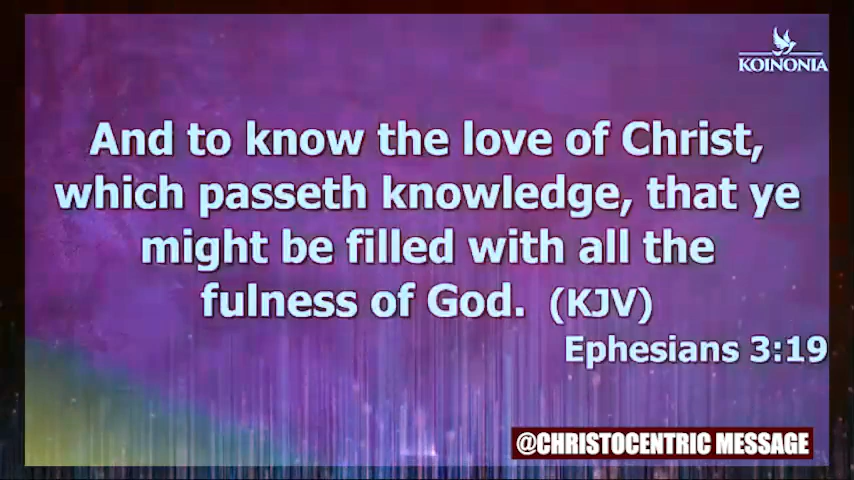 KOINONIA
And to know the love of Christ,
which passeth knowledge, that ye
might be filled with all the
fulness of God. (KJV)
Ephesians 3:19
@CHRISTOCENTRIC MESSAGE